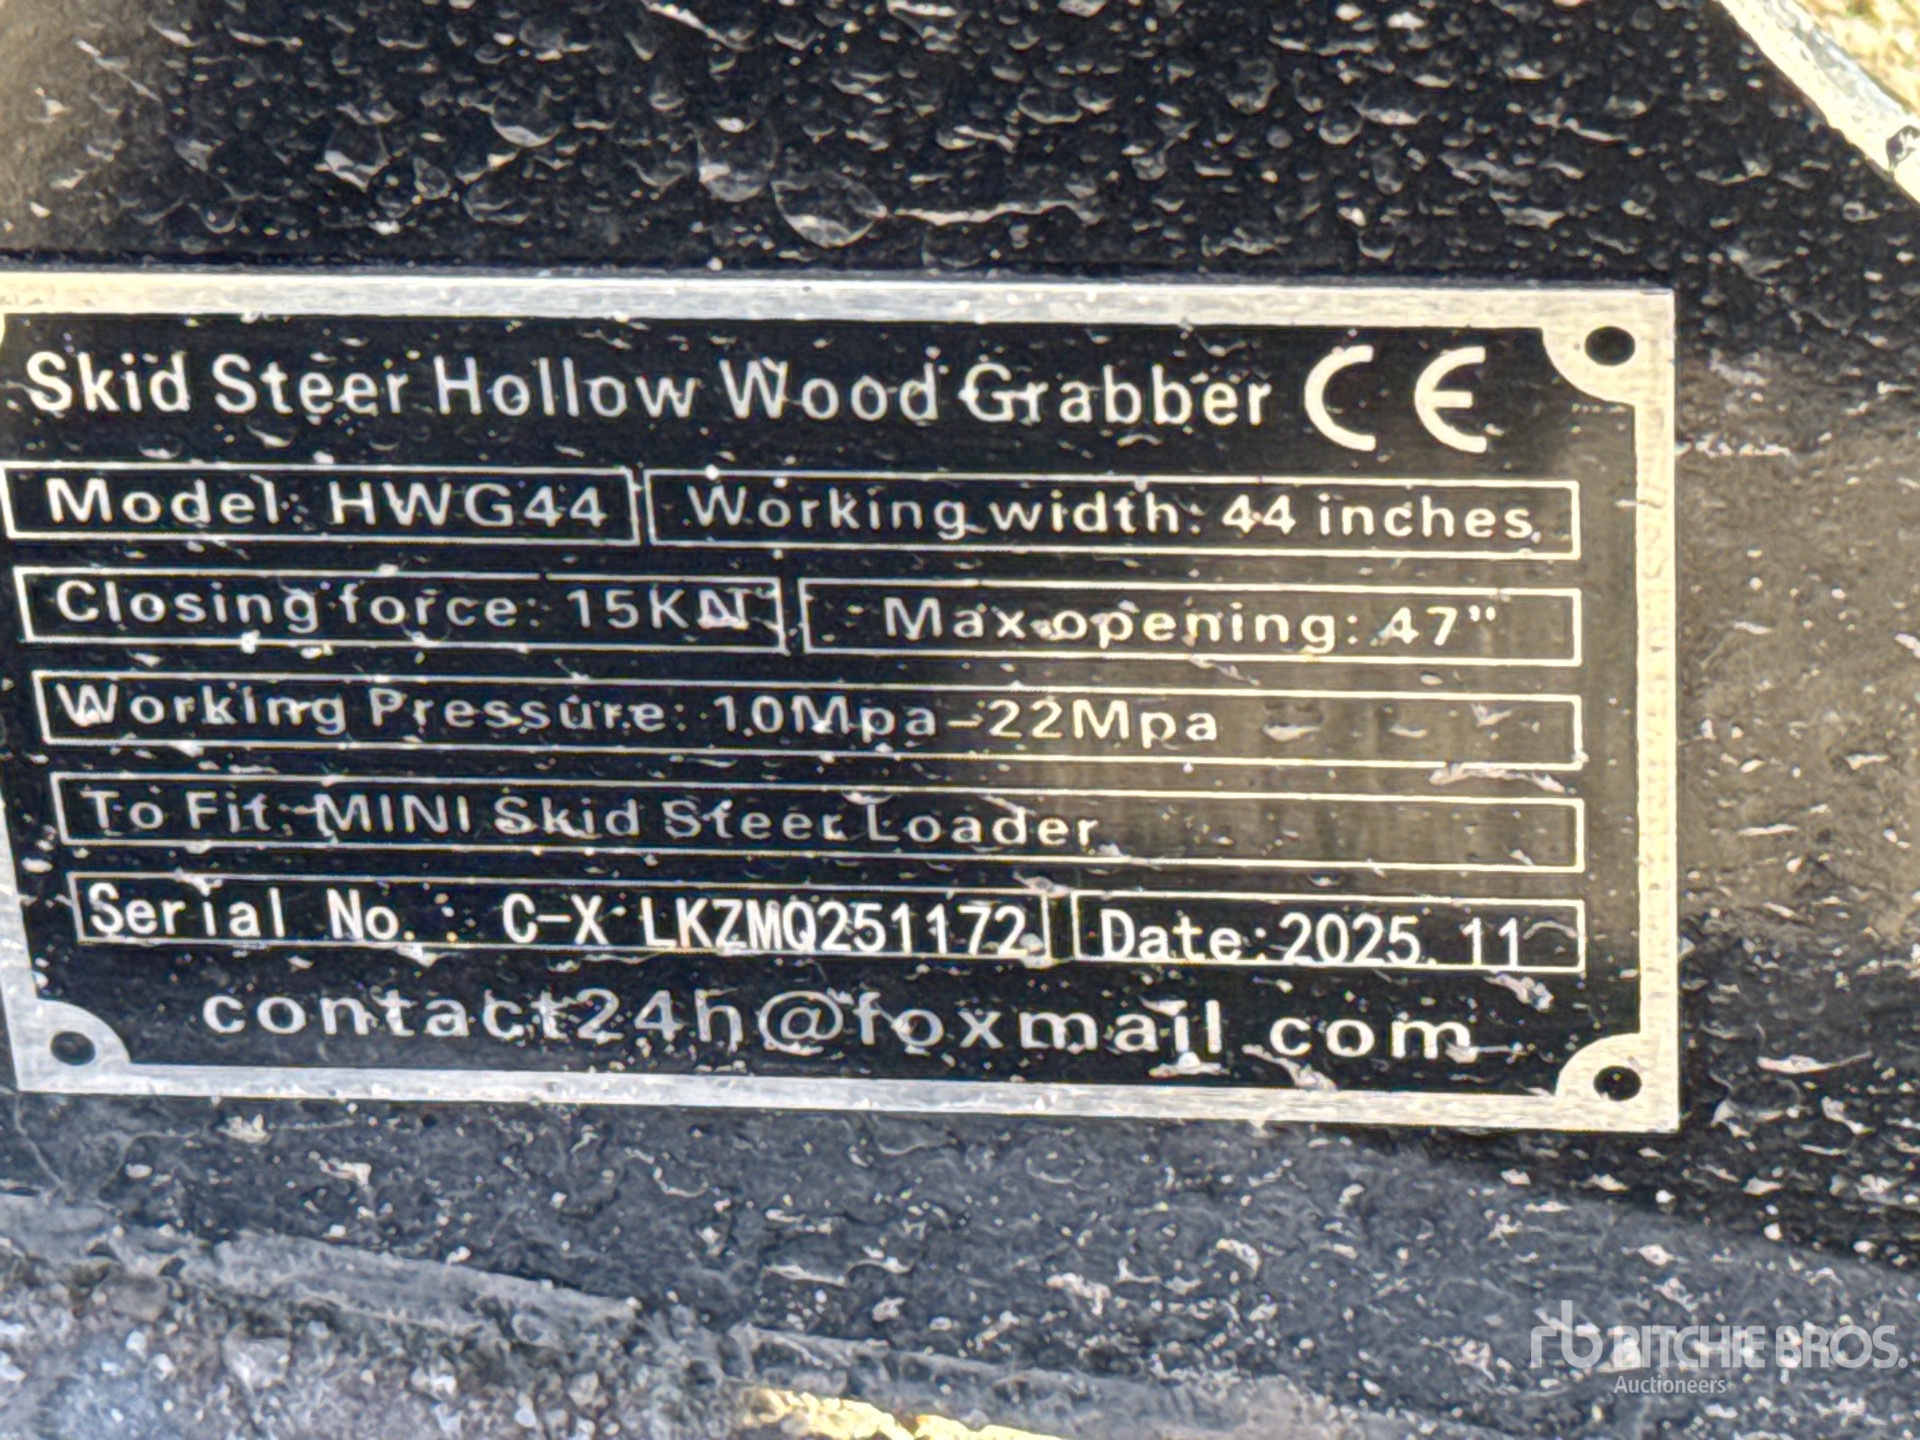 Skid Steer Hollow Wood Grabber CE
Model: HWG44 Working width: 44 inches
Closing force: 15KN Max opening: 47"
Working Pressure: 10Mpa-22Mpa
To Fit: MINI Skid Steer Loader
Serial No.: C-X LKZMQ251172 Date:2025.11
contact24h@foxmail.com
rb RITCHIE BROS.
Auctioneers